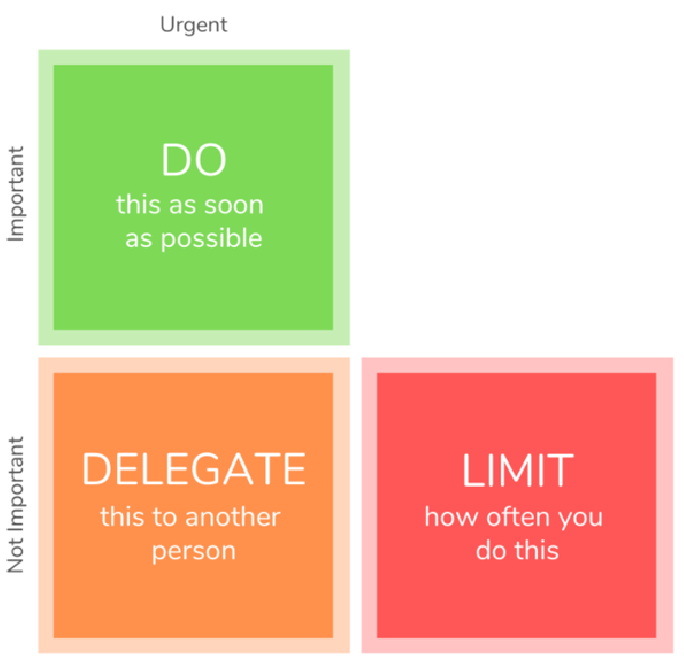 Urgent
Important
DO
this as soon
as possible
Not Important
DELEGATE
this to another
person
LIMIT
how often you
do this